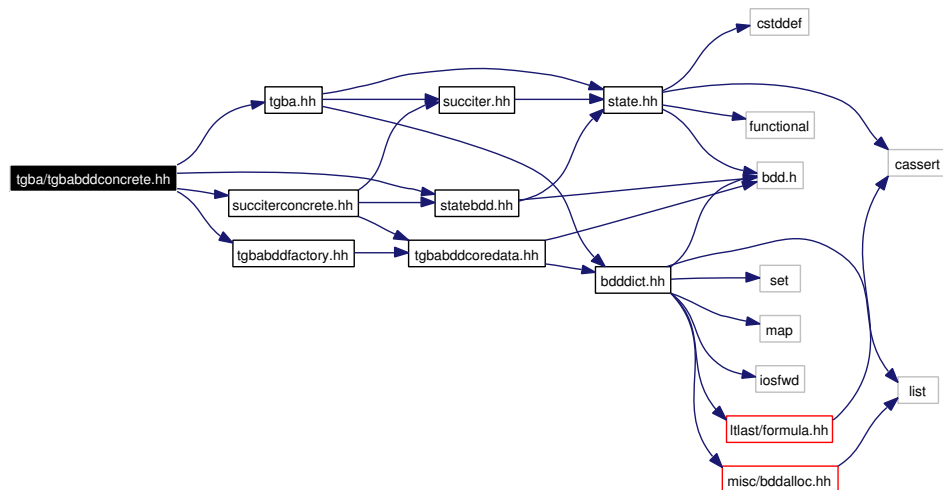 cstddef
tgba.hh
succiter.hh
state.hh
functional
cassert
tgba/tgbabddconcrete.hh
bdd.h
succiterconcrete.hh
statebdd.hh
tgbabddfactory.hh
tgbabddcoredata.hh
bdddict.hh
set
map
iosfwd
list
ltlast/formula.hh
misc/bddalloc.hh